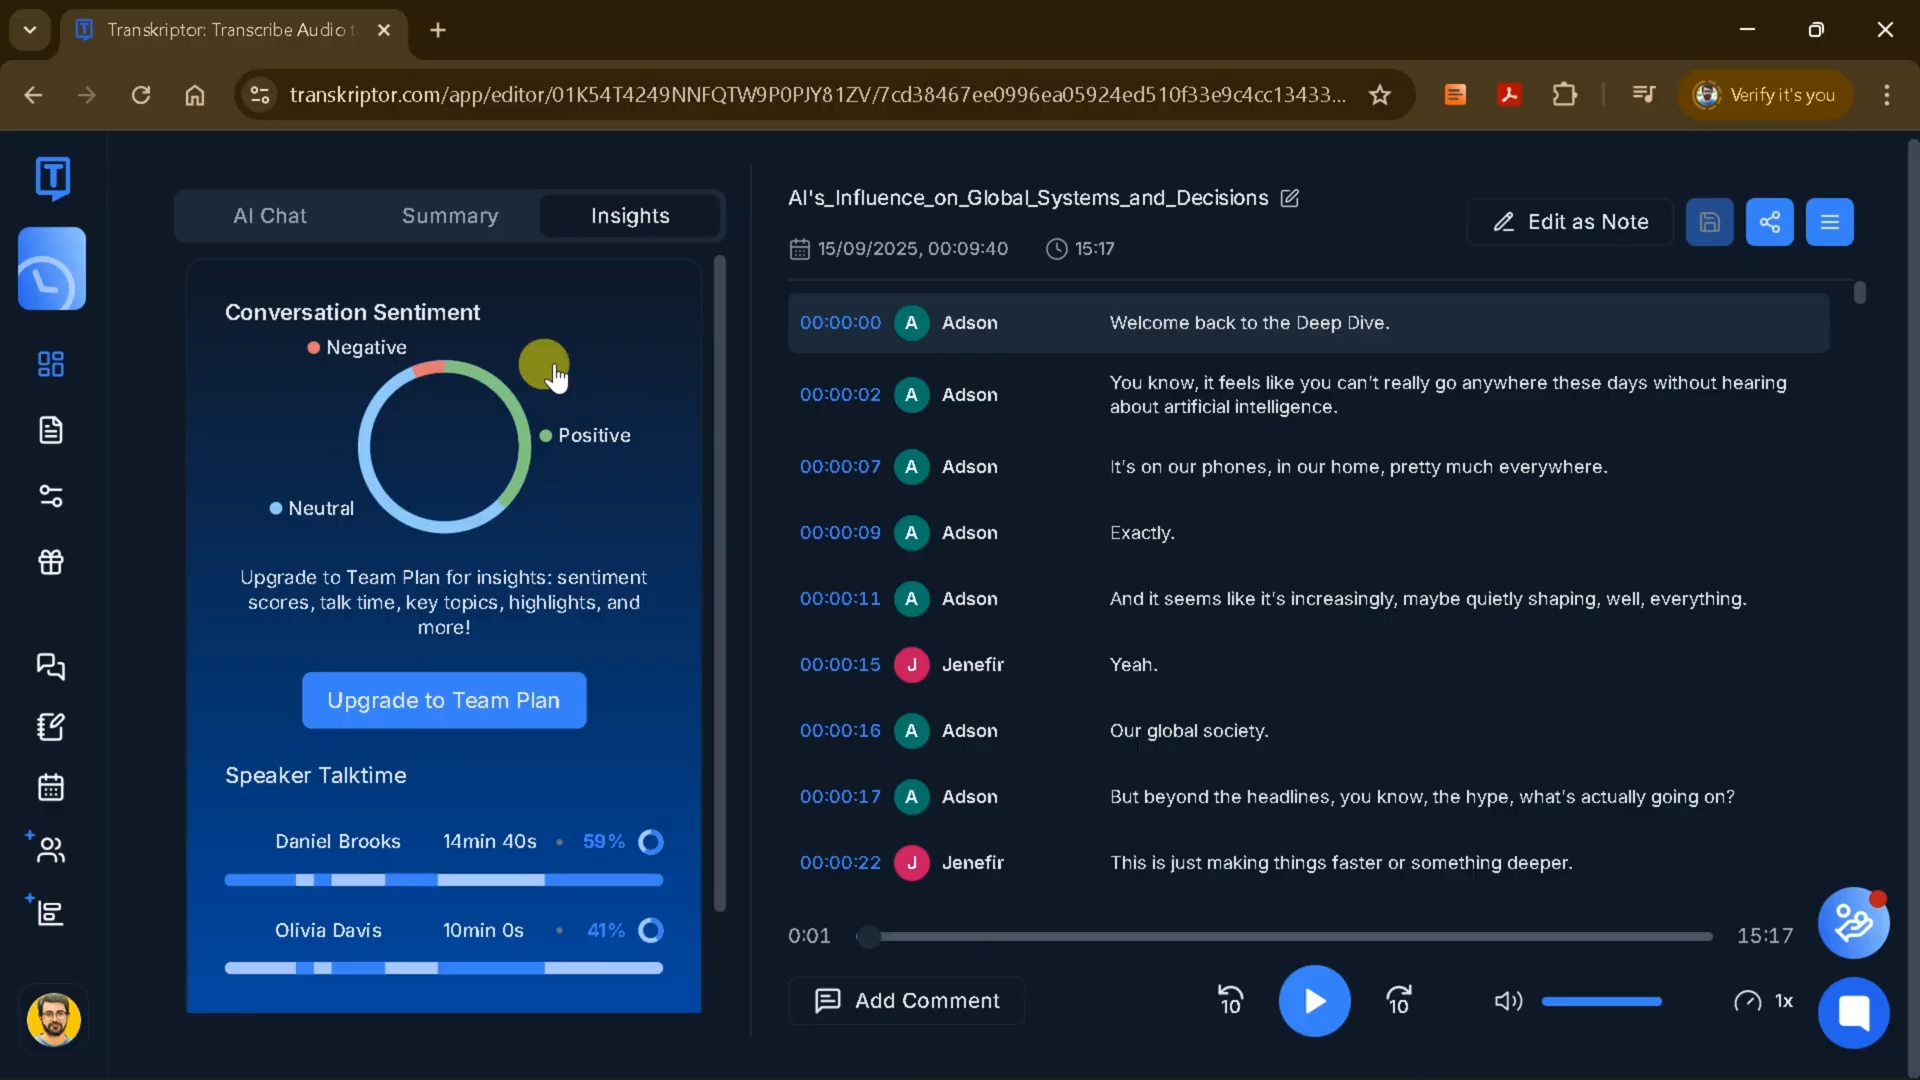 Transkriptor: Transcribe Audio to
transkriptor.com/app/editor/01K54T4249NNFQTW9P0PJY81ZV/7cd38467ee0996ea05924ed510f33e9c4cc13433...
Verify it's you
T
AI Chat
Summary
Insights
Conversation Sentiment
Negative
Positive
Neutral
Upgrade to Team Plan for insights: sentiment
scores, talk time, key topics, highlights, and
more!
Upgrade to Team Plan
Speaker Talktime
Daniel Brooks 14min 40s • 59%
Olivia Davis 10min 0s • 41%
AI's_Influence_on_Global_Systems_and_Decisions
15/09/2025, 00:09:40 15:17
Edit as Note
00:00:00 A Adson Welcome back to the Deep Dive.
00:00:02 A Adson You know, it feels like you can't really go anywhere these days without hearing
about artificial intelligence.
00:00:07 A Adson It's on our phones, in our home, pretty much everywhere.
00:00:09 A Adson Exactly.
00:00:11 A Adson And it seems like it's increasingly, maybe quietly shaping, well, everything.
00:00:15 J Jenefir Yeah.
00:00:16 A Adson Our global society.
00:00:17 A Adson But beyond the headlines, you know, the hype, what's actually going on?
00:00:22 J Jenefir This is just making things faster or something deeper.
0:01 15:17
Add Comment
10
10
1x